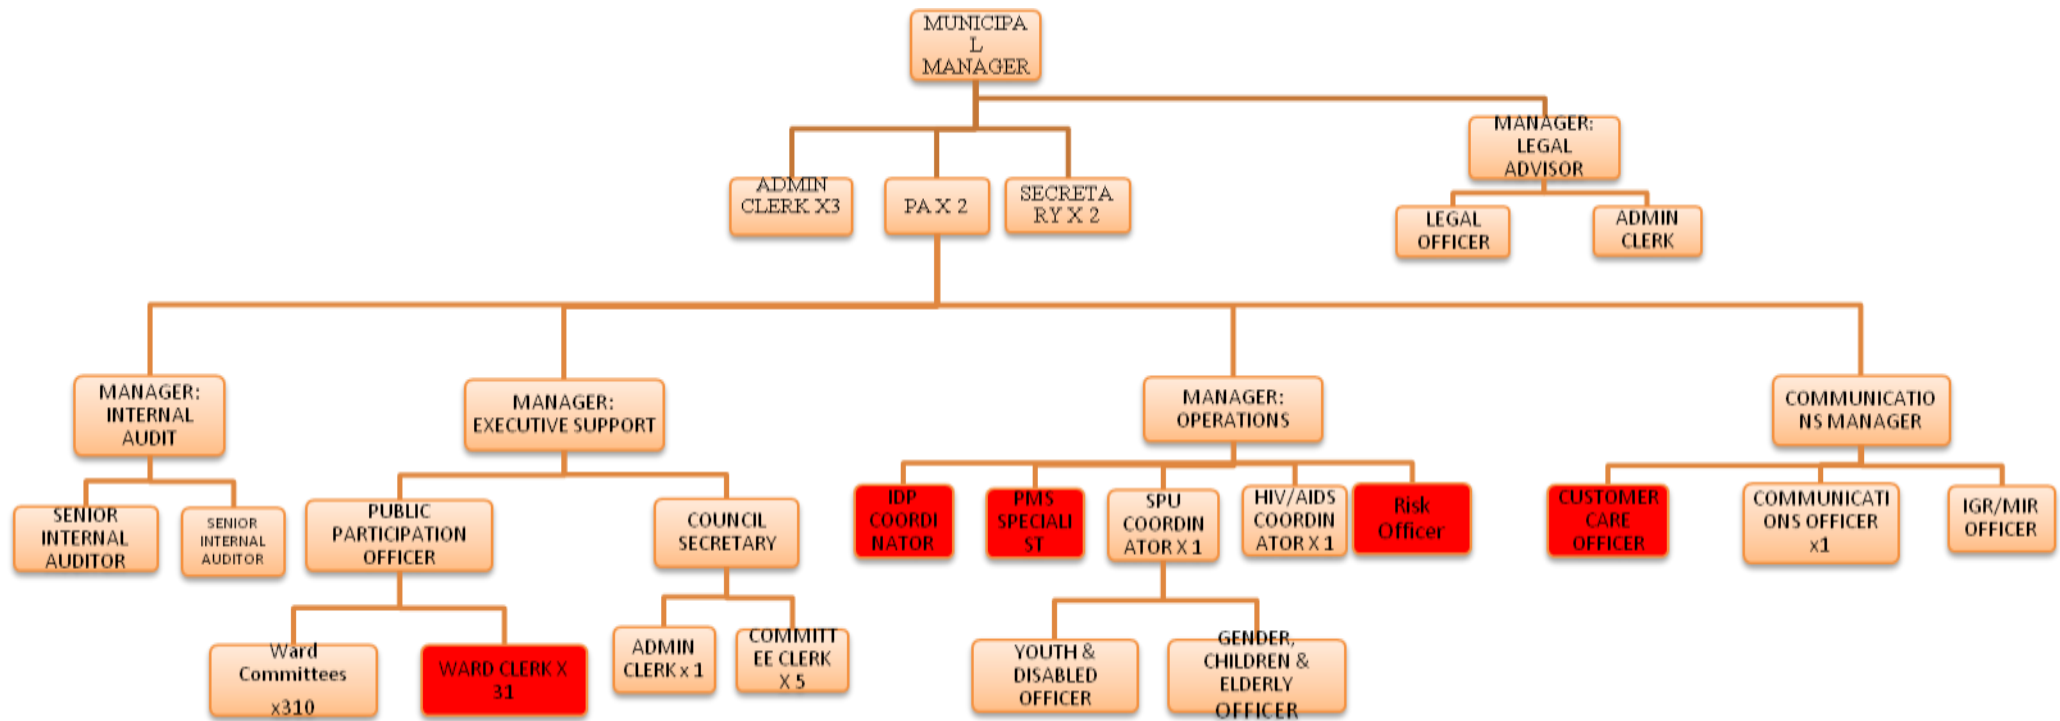 MUNICIPA
L
MANAGER
MANAGER:
LEGAL
ADVISOR
ADMIN
CLERK X3
PA X 2
SECRETA
RY X 2
LEGAL
OFFICER
ADMIN
CLERK
MANAGER:
INTERNAL
AUDIT
MANAGER:
EXECUTIVE SUPPORT
MANAGER:
OPERATIONS
COMMUNICATIO
NS MANAGER
SENIOR
INTERNAL
AUDITOR
SENIOR
INTERNAL
AUDITOR
PUBLIC
PARTICIPATION
OFFICER
COUNCIL
SECRETARY
IDP
COORDI
NATOR
PMS
SPECIALI
ST
SPU
COORDIN
ATOR X 1
HIV/AIDS
COORDIN
ATOR X 1
Risk
Officer
CUSTOMER
CARE
OFFICER
COMMUNICATI
ONS OFFICER
x1
IGR/MIR
OFFICER
Ward
Committees
x310
WARD CLERK X
31
ADMIN
CLERK x 1
COMMITT
EE CLERK
X 5
YOUTH &
DISABLED
OFFICER
GENDER,
CHILDREN &
ELDERLY
OFFICER